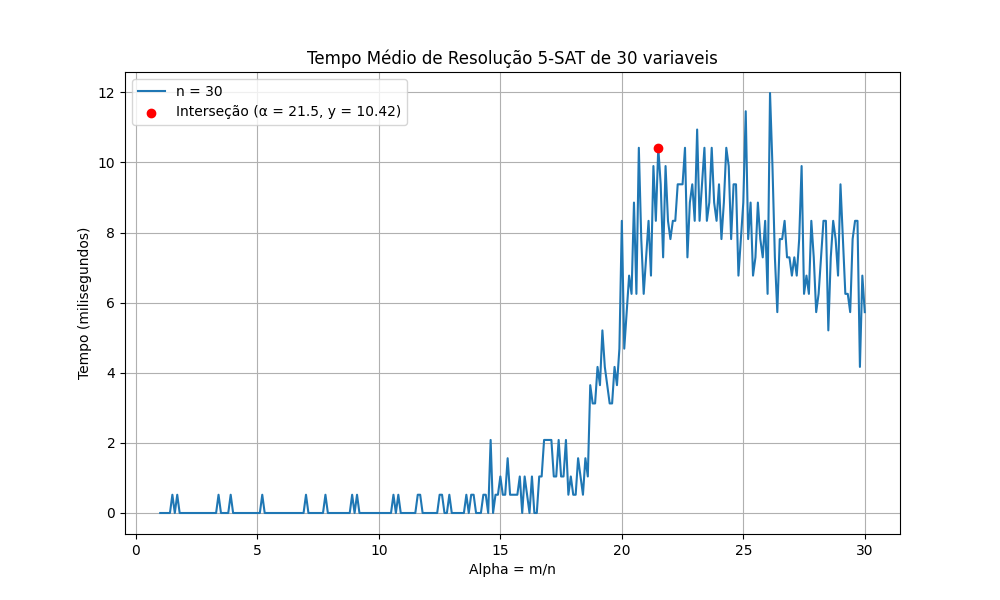 Tempo Médio de Resolução 5-SAT de 30 variaveis
n = 30
Interseção (α = 21.5, y = 10.42)
Tempo (milisegundos)
12
10
8
6
4
2
0
0 5 10 15 20 25 30
Alpha = m/n